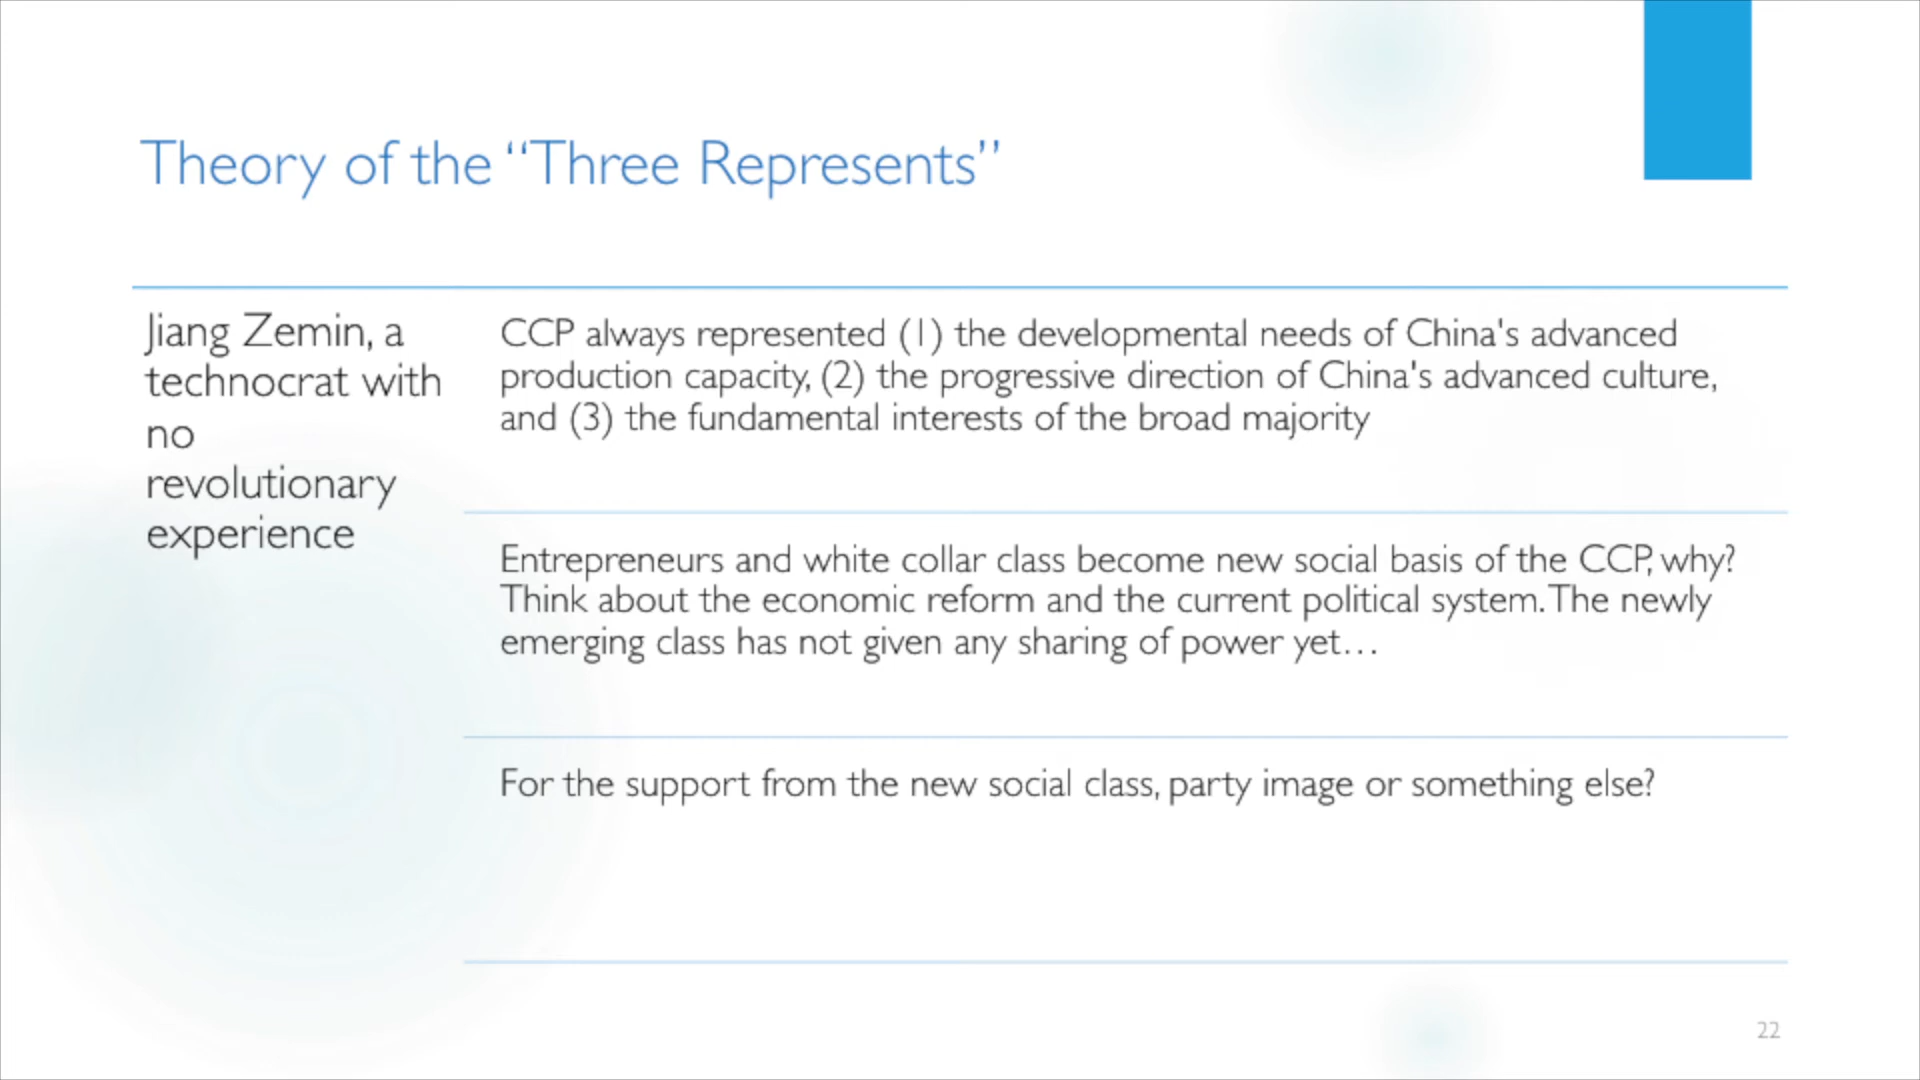 Theory of the “Three Represents”
Jiang Zemin, a
technocrat with
no
revolutionary
experience
CCP always represented (1) the developmental needs of China's advanced
production capacity, (2) the progressive direction of China's advanced culture,
and (3) the fundamental interests of the broad majority
Entrepreneurs and white collar class become new social basis of the CCP, why?
Think about the economic reform and the current political system. The newly
emerging class has not given any sharing of power yet…
For the support from the new social class, party image or something else?
22